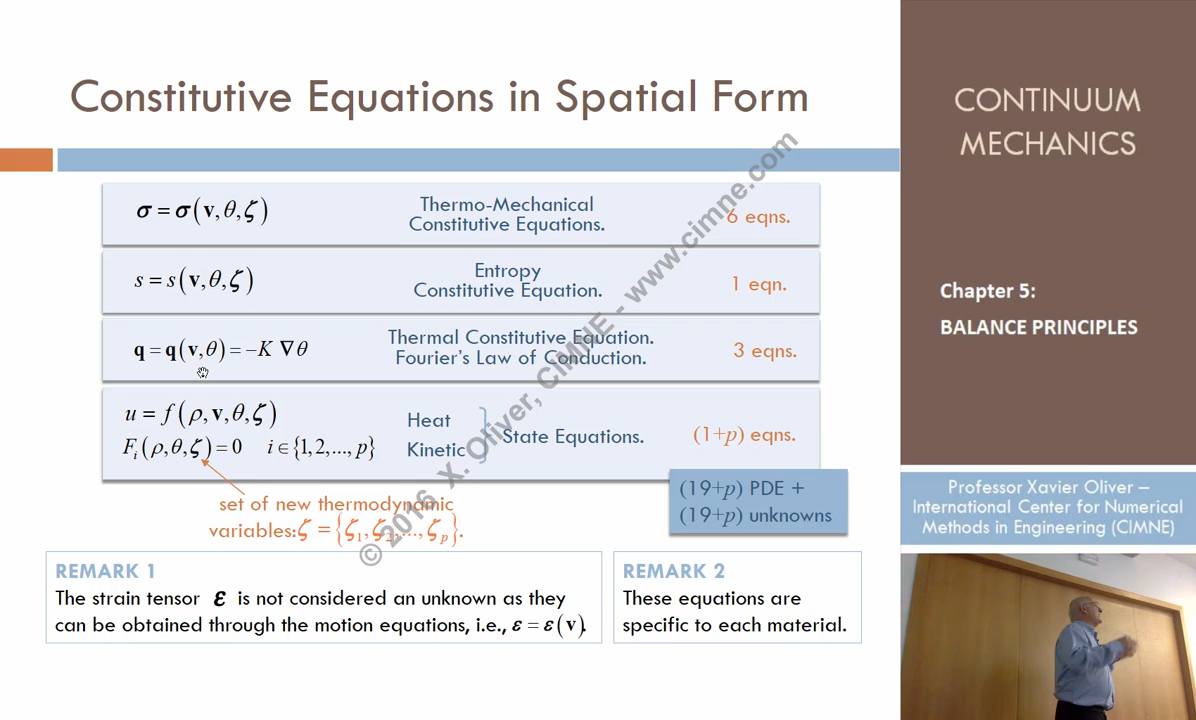 Constitutive Equations in Spatial Form
σ = σ(v, θ, ζ)
Thermo-Mechanical
Constitutive Equations.
6 eqns.
s = s(v, θ, ζ)
Entropy
Constitutive Equation.
1 eqn.
q = q(v, θ) = −K ∇θ
Thermal Constitutive Equation.
Fourier's Law of Conduction.
3 eqns.
u = f(ρ, v, θ, ζ)
Heat
F_i(ρ, θ, ζ) = 0 i ∈ {1, 2, ..., p}
Kinetic
State Equations.
(1+p) eqns.
set of new thermodynamic
variables: ζ = {ζ₁, ζ₂, ..., ζ_p}.
(19+p) PDE +
(19+p) unknowns
REMARK 1
The strain tensor ε is not considered an unknown as they
can be obtained through the motion equations, i.e., ε = ε(v).
REMARK 2
These equations are
specific to each material.
© 2016 X. Oliver, CIMNE - www.cimne.com
CONTINUUM
MECHANICS
Chapter 5:
BALANCE PRINCIPLES
Professor Xavier Oliver –
International Center for Numerical
Methods in Engineering (CIMNE)